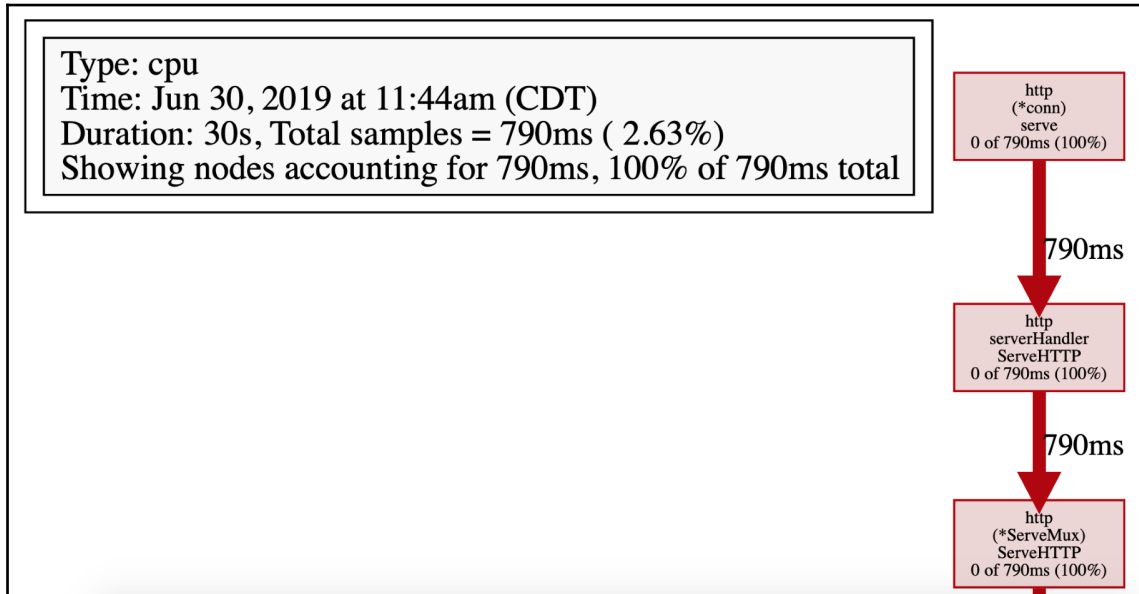 Type: cpu
Time: Jun 30, 2019 at 11:44am (CDT)
Duration: 30s, Total samples = 790ms ( 2.63%)
Showing nodes accounting for 790ms, 100% of 790ms total
http
(*conn)
serve
0 of 790ms (100%)
790ms
http
serverHandler
ServeHTTP
0 of 790ms (100%)
790ms
http
(*ServeMux)
ServeHTTP
0 of 790ms (100%)